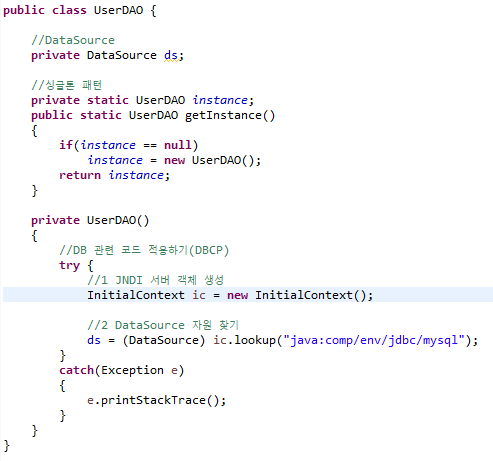 public class UserDAO {
//DataSource
private DataSource ds;
//싱글톤 패턴
private static UserDAO instance;
public static UserDAO getInstance()
{
if(instance == null)
instance = new UserDAO();
return instance;
}
private UserDAO()
{
//DB 관련 코드 적용하기(DBCP)
try {
//1 JNDI 서버 객체 생성
InitialContext ic = new InitialContext();
//2 DataSource 자원 찾기
ds = (DataSource) ic.lookup("java:comp/env/jdbc/mysql");
}
catch(Exception e)
{
e.printStackTrace();
}
}
}